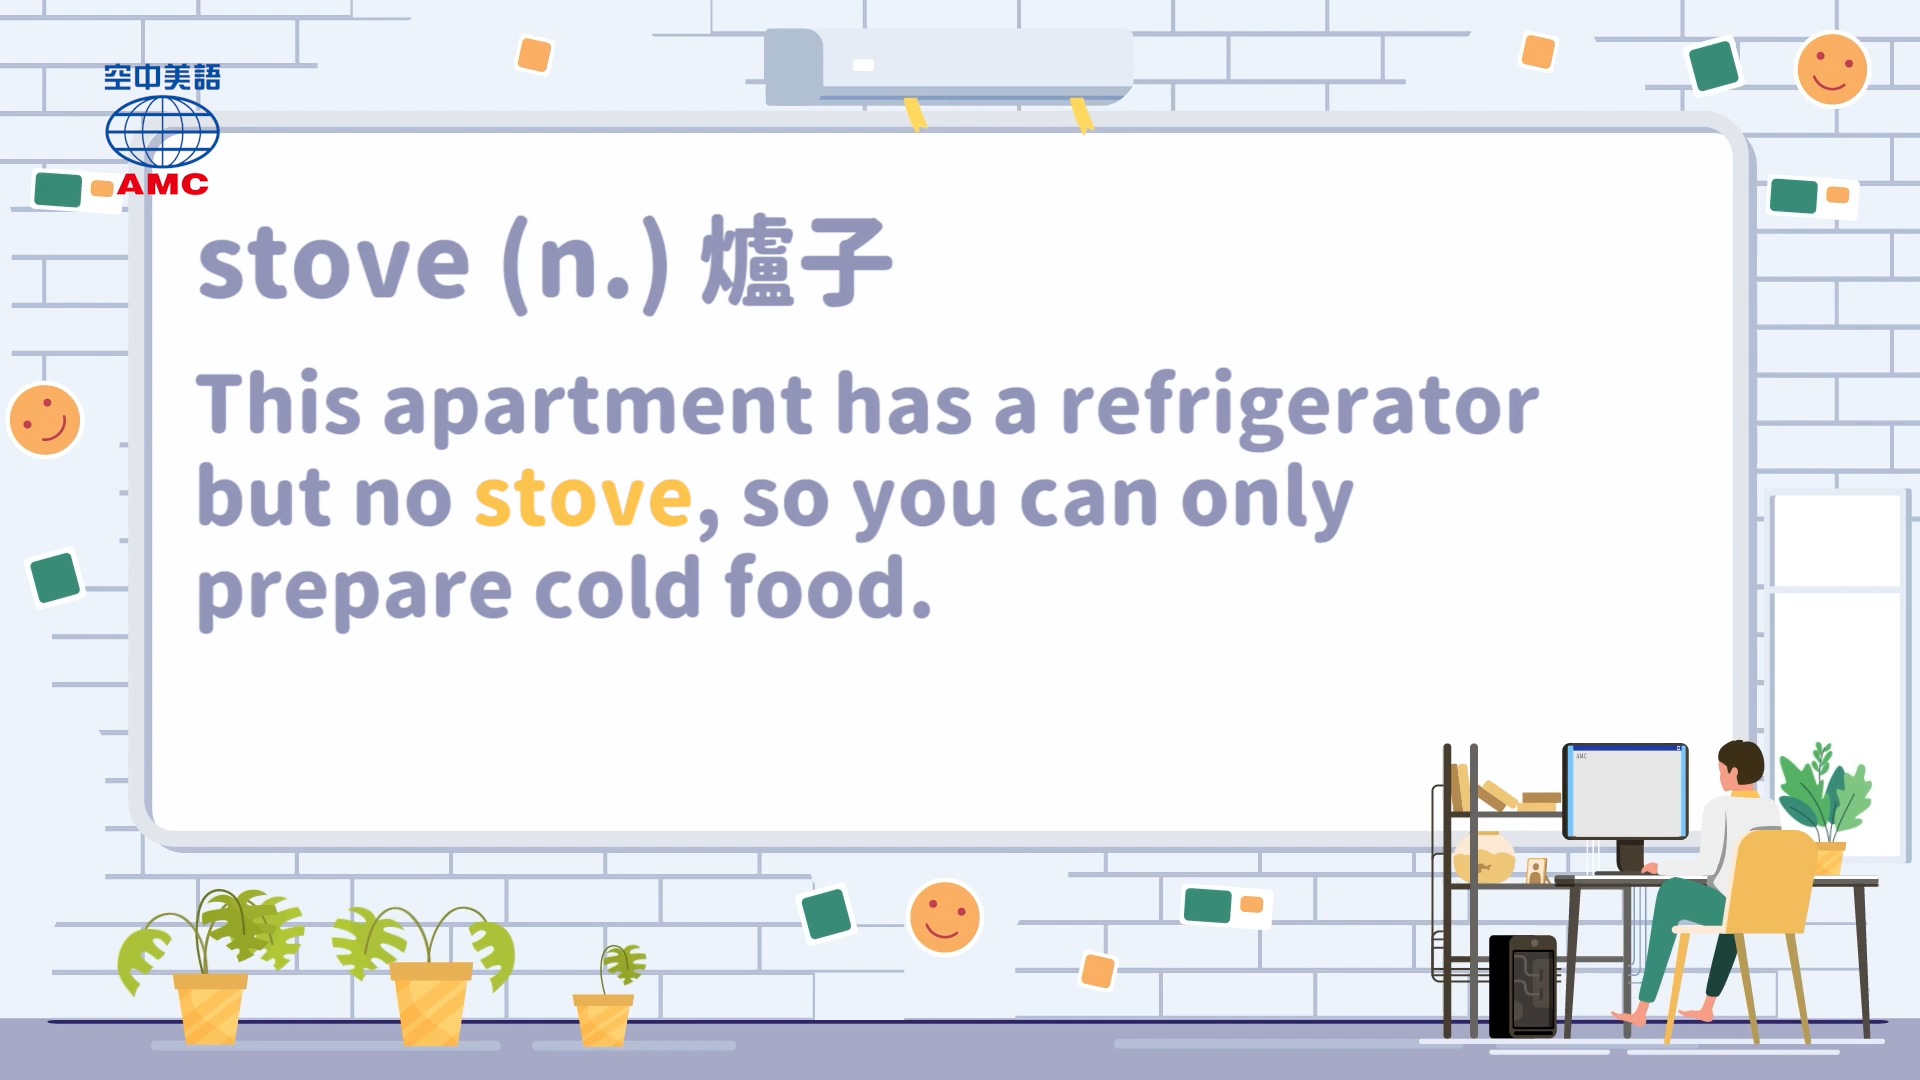 空中美語
AMC
stove (n.) 爐子
This apartment has a refrigerator
but no stove, so you can only
prepare cold food.
AMC